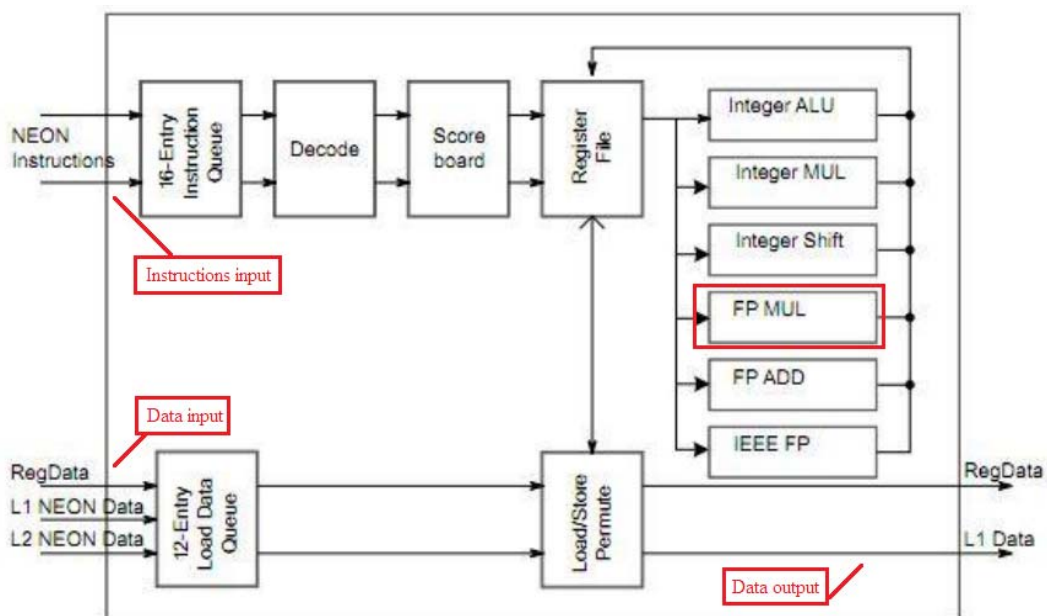 NEON
Instructions
16-Entry
Instruction
Queue
Decode
Score
board
Register
File
Integer ALU
Integer MUL
Integer Shift
FP MUL
FP ADD
IEEE FP
Instructions input
Data input
RegData
L1 NEON Data
L2 NEON Data
12-Entry
Load Data
Queue
Load/Store
Permute
RegData
L1 Data
Data output